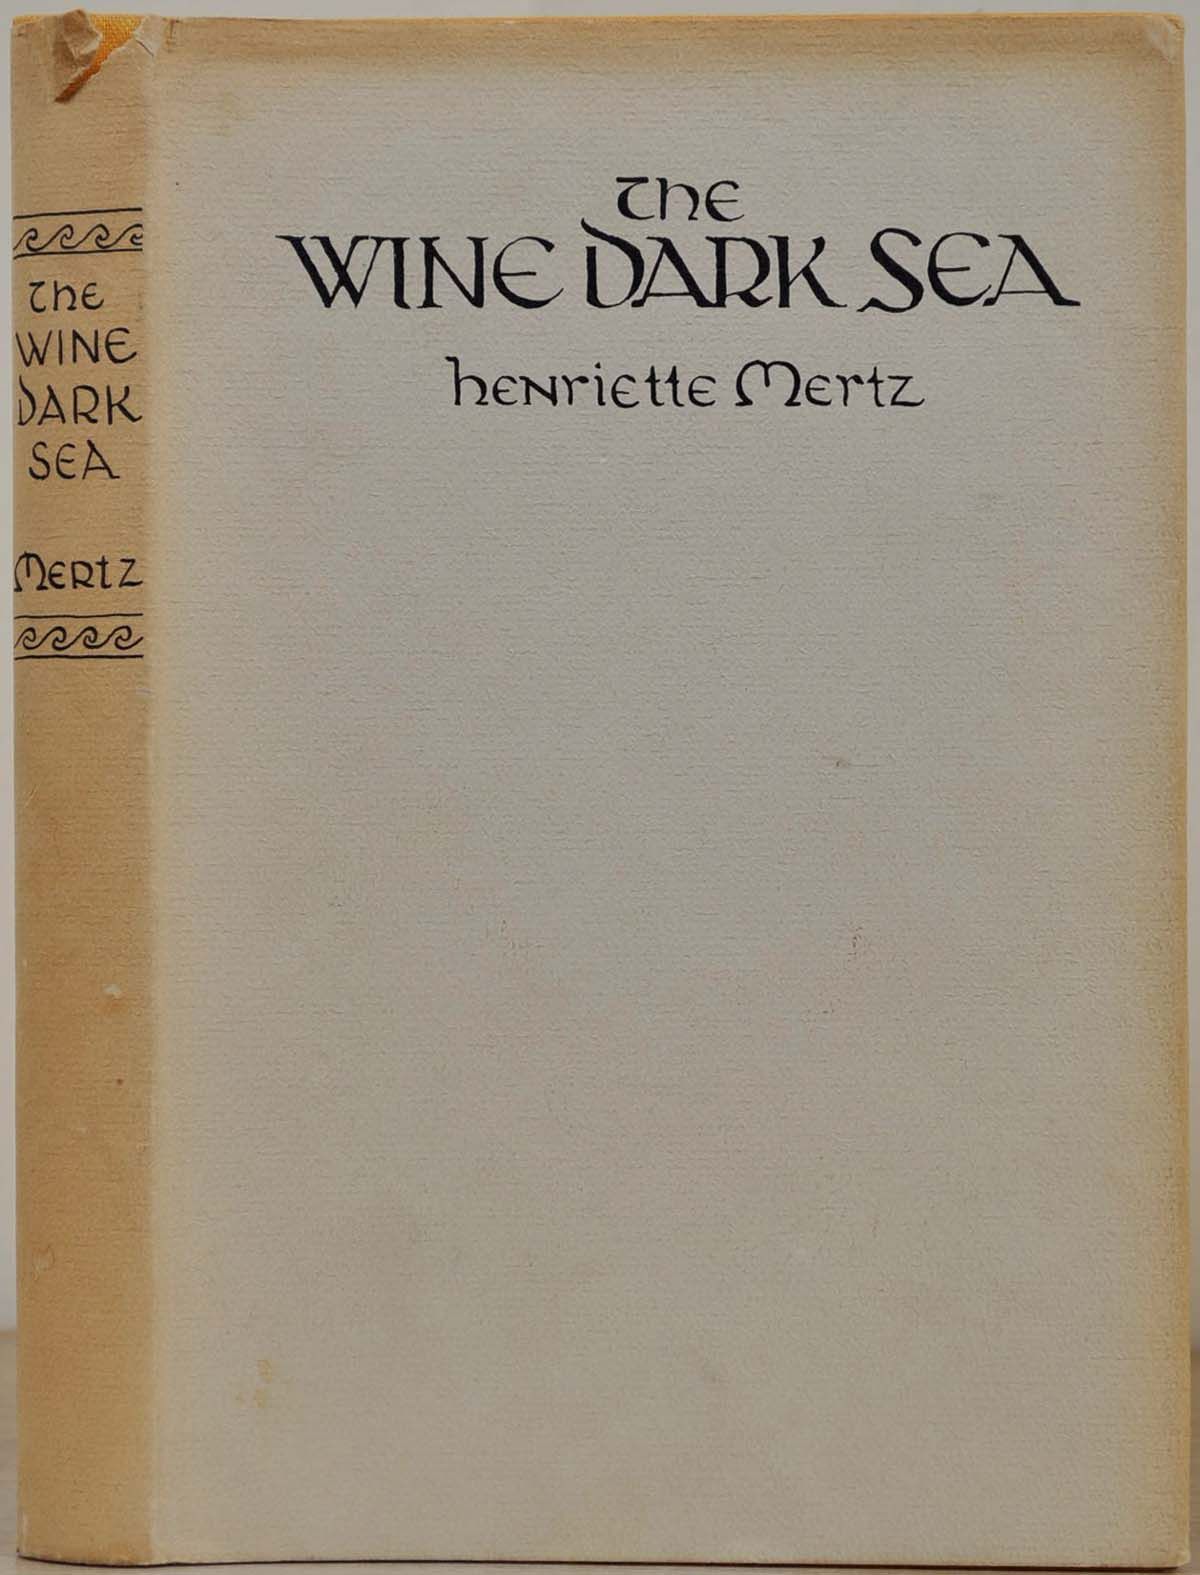 The
WINE DARK SEA
henriette Mertz
The
WINE
DARK
SEA
Mertz